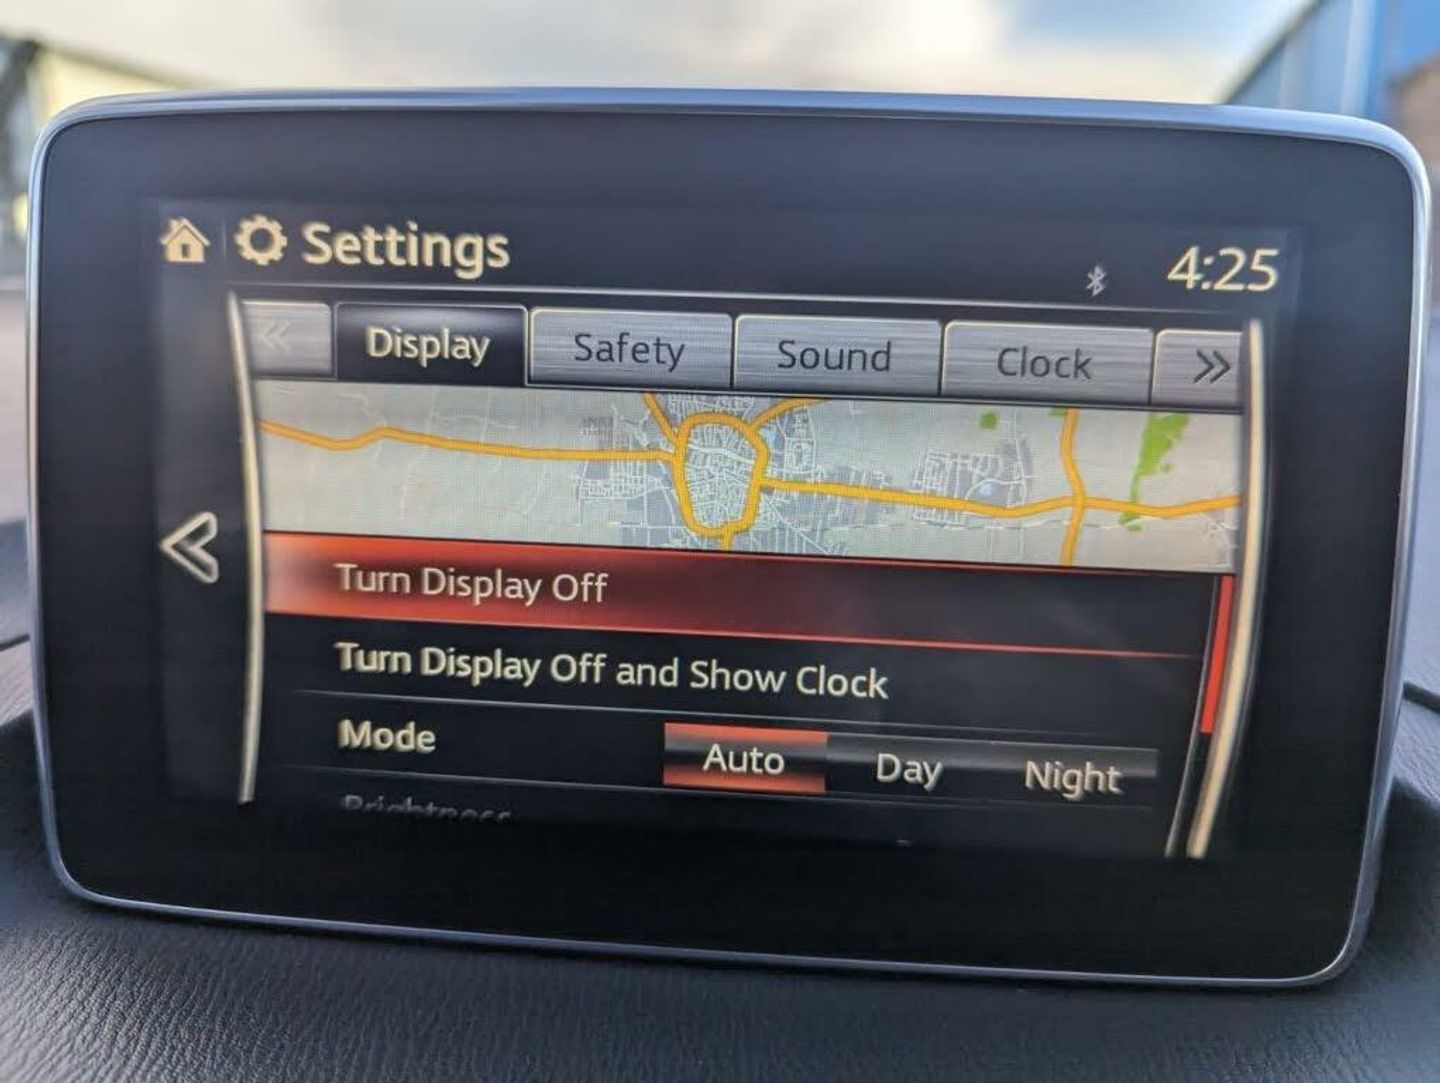 Settings
4:25
Display Safety Sound Clock
Turn Display Off
Turn Display Off and Show Clock
Mode Auto Day Night
Brightness